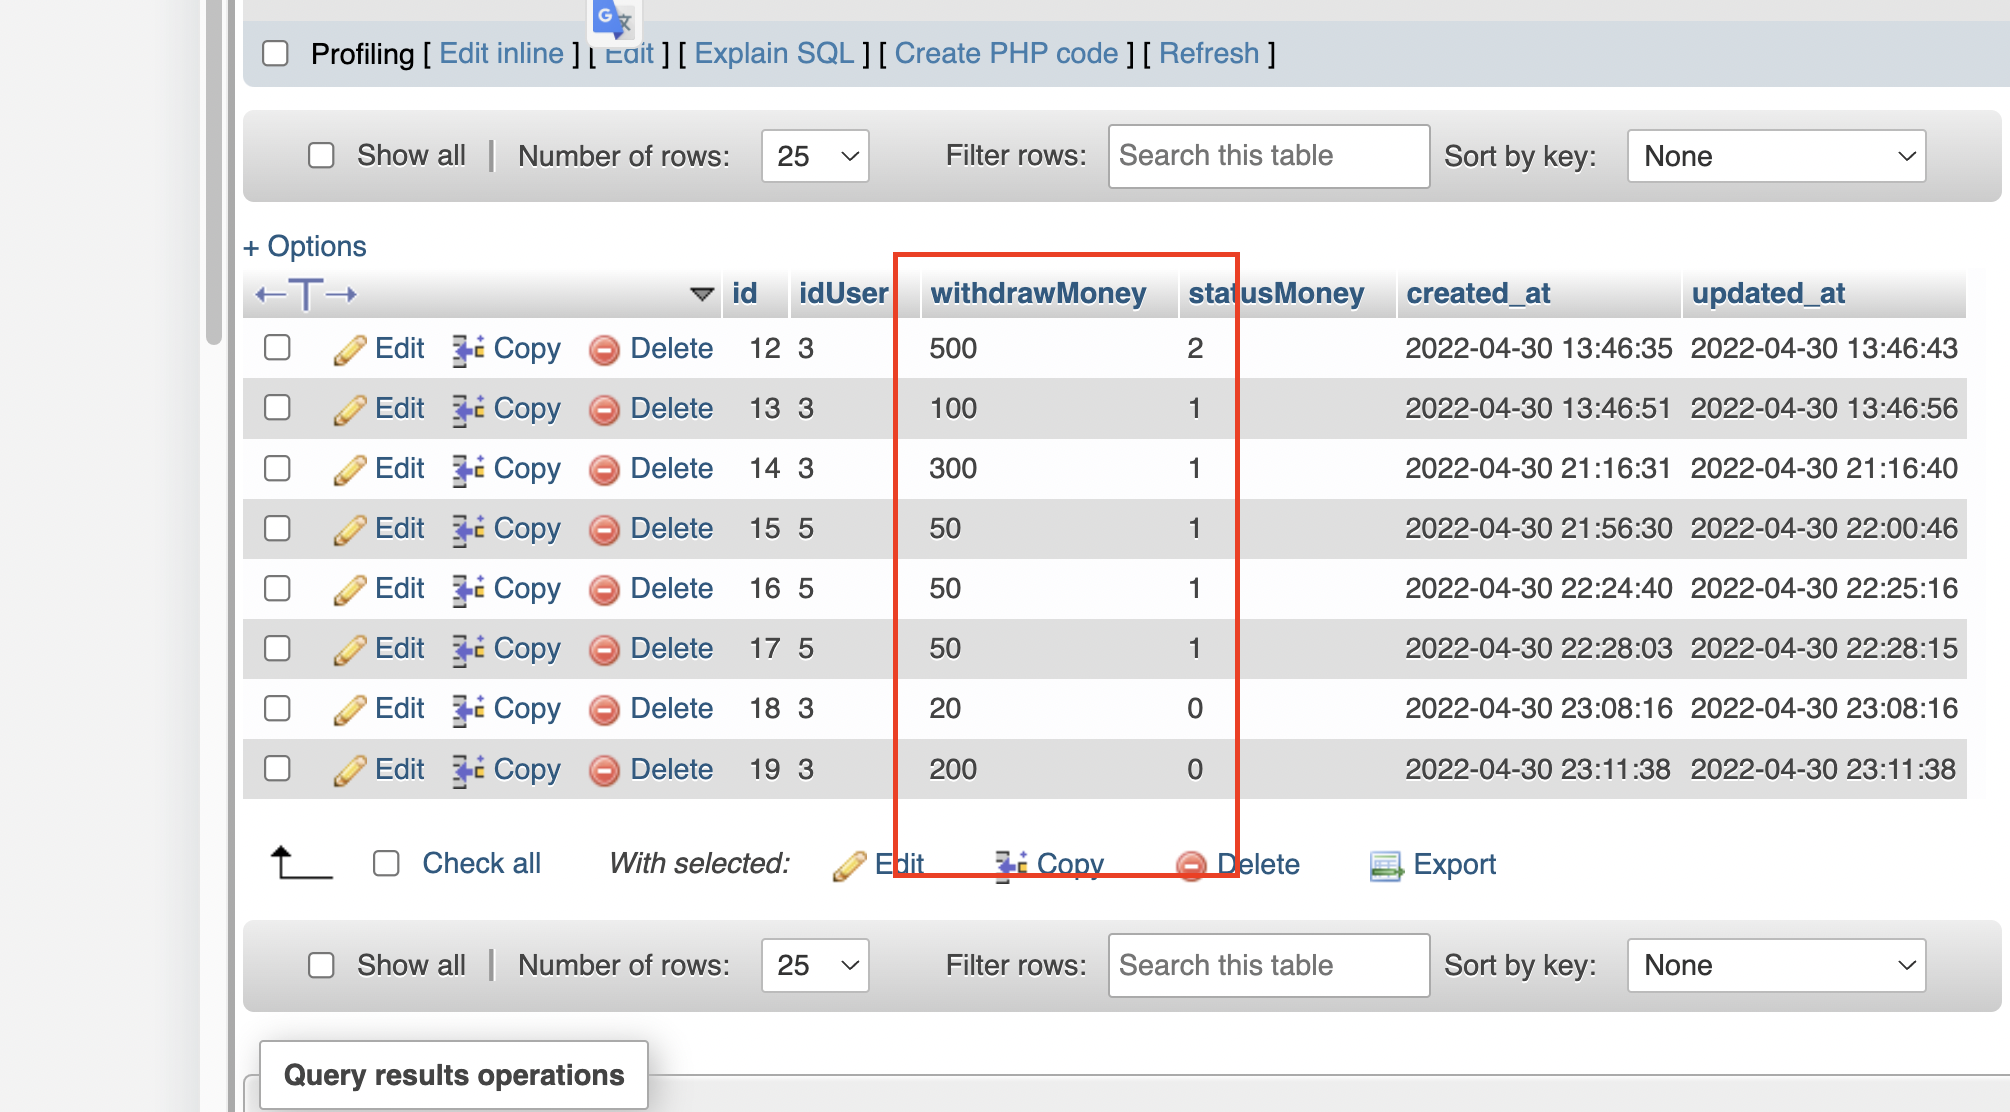 Profiling [ Edit inline ] [ Edit ] [ Explain SQL ] [ Create PHP code ] [ Refresh ]
Show all | Number of rows: 25 Filter rows: Search this table Sort by key: None
+ Options
←T→ id idUser withdrawMoney statusMoney created_at updated_at
Edit Copy Delete 12 3 500 2 2022-04-30 13:46:35 2022-04-30 13:46:43
Edit Copy Delete 13 3 100 1 2022-04-30 13:46:51 2022-04-30 13:46:56
Edit Copy Delete 14 3 300 1 2022-04-30 21:16:31 2022-04-30 21:16:40
Edit Copy Delete 15 5 50 1 2022-04-30 21:56:30 2022-04-30 22:00:46
Edit Copy Delete 16 5 50 1 2022-04-30 22:24:40 2022-04-30 22:25:16
Edit Copy Delete 17 5 50 1 2022-04-30 22:28:03 2022-04-30 22:28:15
Edit Copy Delete 18 3 20 0 2022-04-30 23:08:16 2022-04-30 23:08:16
Edit Copy Delete 19 3 200 0 2022-04-30 23:11:38 2022-04-30 23:11:38
Check all With selected: Edit Copy Delete Export
Show all | Number of rows: 25 Filter rows: Search this table Sort by key: None
Query results operations